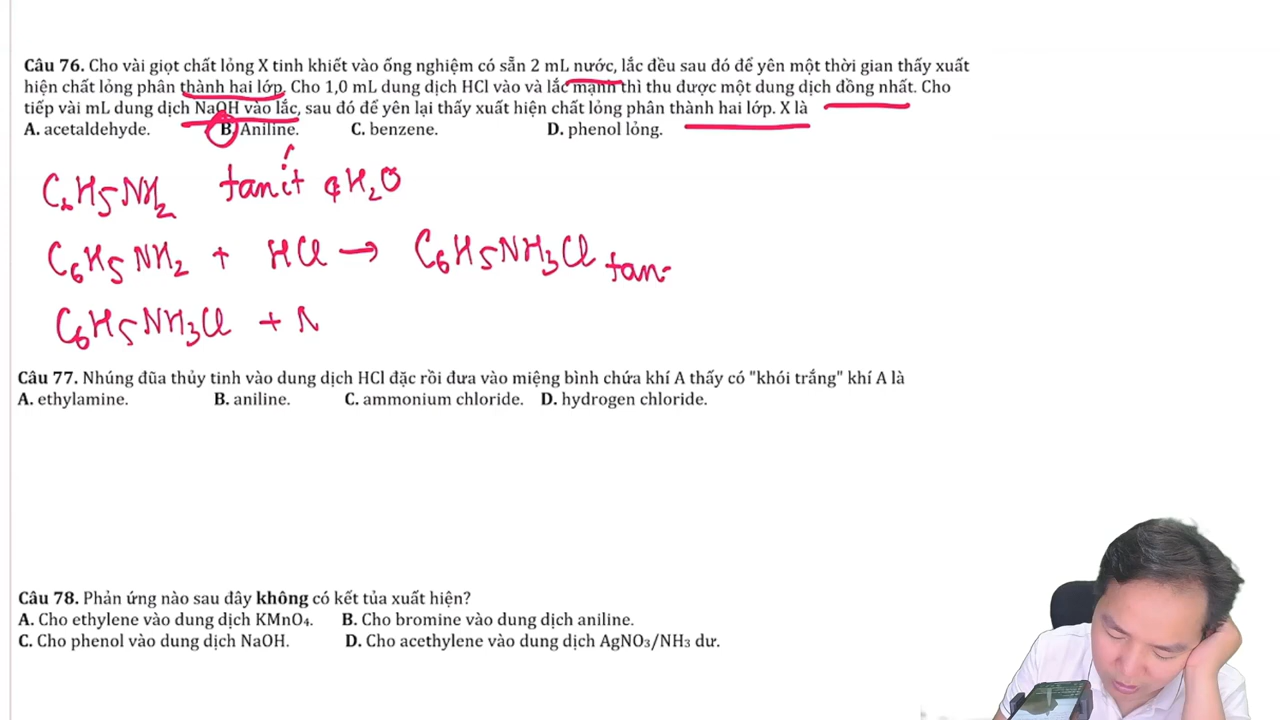 Câu 76. Cho vài giọt chất lỏng X tinh khiết vào ống nghiệm có sẵn 2 mL nước, lắc đều sau đó để yên một thời gian thấy xuất
hiện chất lỏng phân thành hai lớp. Cho 1,0 mL dung dịch HCl vào và lắc mạnh thì thu được một dung dịch đồng nhất. Cho
tiếp vài mL dung dịch NaOH vào lắc, sau đó để yên lại thấy xuất hiện chất lỏng phân thành hai lớp. X là
A. acetaldehyde. B. Aniline. C. benzene. D. phenol lỏng.
C6H5NH2 tan ít H2O
C6H5NH2 + HCl → C6H5NH3Cl tan
C6H5NH3Cl + N
Câu 77. Nhúng đũa thủy tinh vào dung dịch HCl đặc rồi đưa vào miệng bình chứa khí A thấy có "khói trắng" khí A là
A. ethylamine. B. aniline. C. ammonium chloride. D. hydrogen chloride.
Câu 78. Phản ứng nào sau đây không có kết tủa xuất hiện?
A. Cho ethylene vào dung dịch KMnO4. B. Cho bromine vào dung dịch aniline.
C. Cho phenol vào dung dịch NaOH. D. Cho acethylene vào dung dịch AgNO3/NH3 dư.